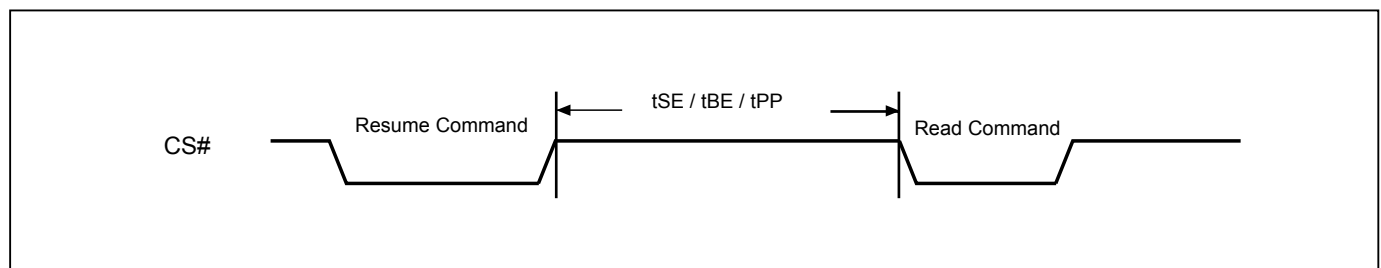 tSE / tBE / tPP
Resume Command
Read Command
CS#